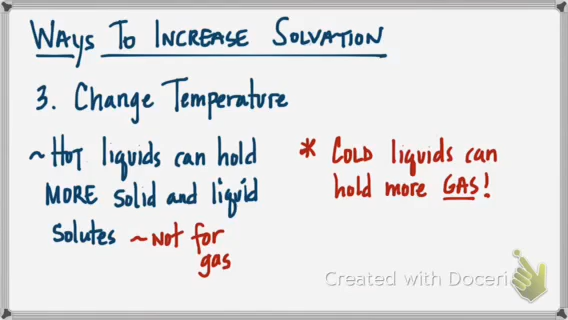 Ways To Increase Solvation
3. Change Temperature
~ Hot liquids can hold
MORE solid and liquid
solutes ~ Not for
gas
* Cold liquids can
hold more GAS!
Created with Doceri